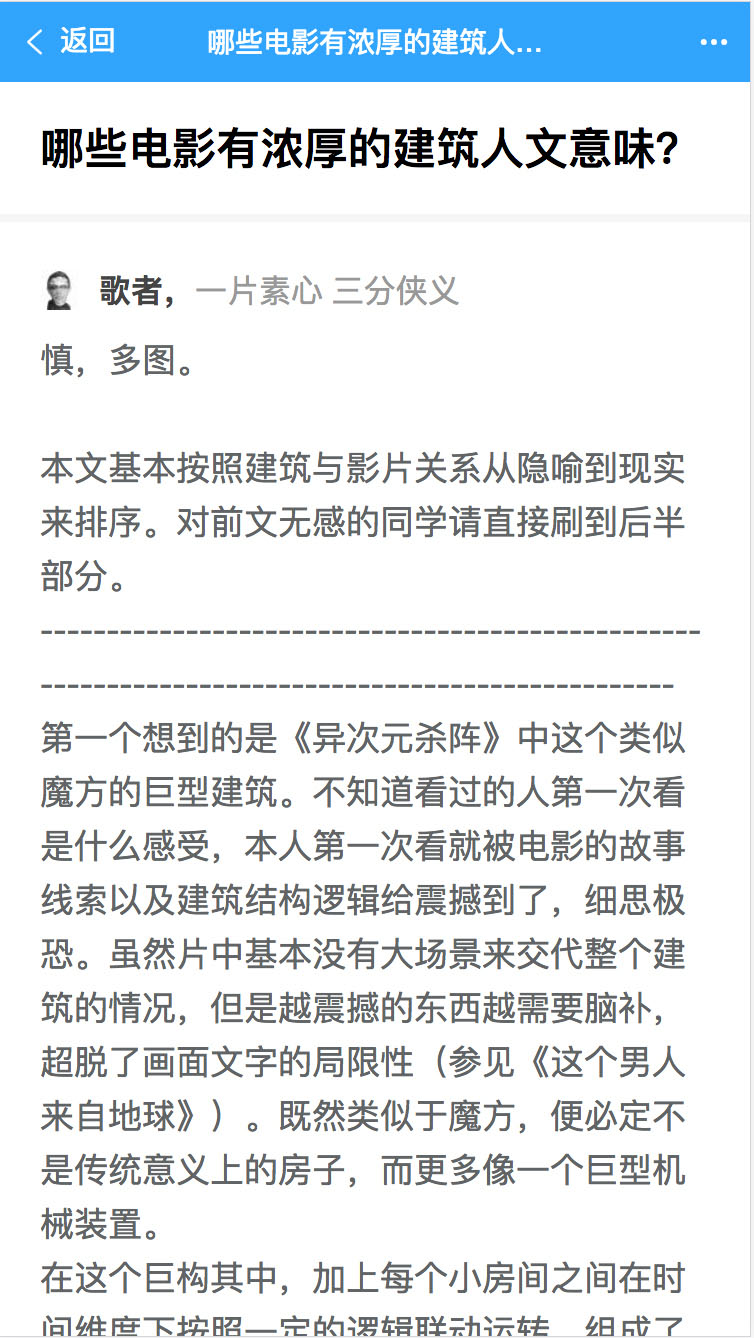 返回
哪些电影有浓厚的建筑人...
哪些电影有浓厚的建筑人文意味?
歌者，一片素心 三分侠义
慎，多图。
本文基本按照建筑与影片关系从隐喻到现实
来排序。对前文无感的同学请直接刷到后半
部分。
--------------------------------------------------
------------------------------------------------
第一个想到的是《异次元杀阵》中这个类似
魔方的巨型建筑。不知道看过的人第一次看
是什么感受，本人第一次看就被电影的故事
线索以及建筑结构逻辑给震撼到了，细思极
恐。虽然片中基本没有大场景来交代整个建
筑的情况，但是越震撼的东西越需要脑补，
超脱了画面文字的局限性（参见《这个男人
来自地球》）。既然类似于魔方，便必定不
是传统意义上的房子，而更多像一个巨型机
械装置。
在这个巨构其中，加上每个小房间之间在时
间维度下按照一定的逻辑联动运转，组成了